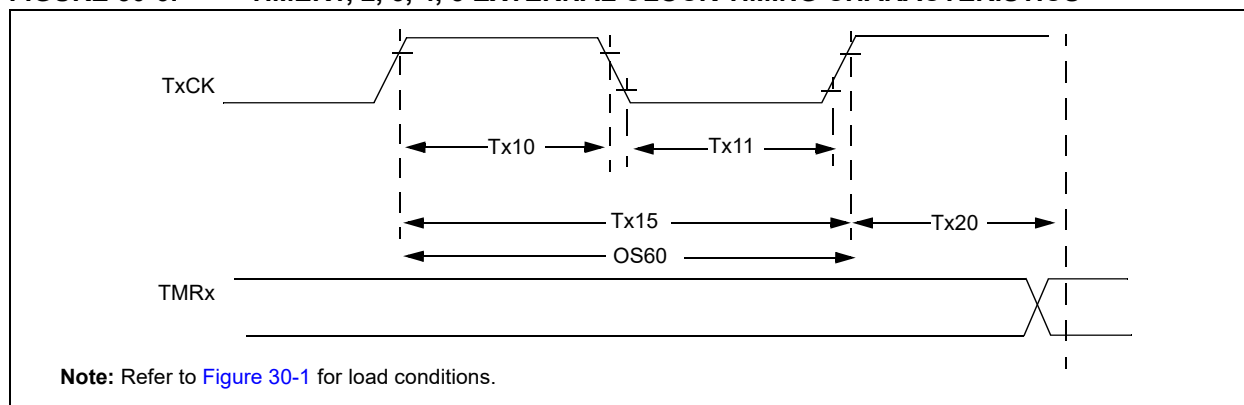 TxCK
Tx10
Tx11
Tx15
Tx20
OS60
TMRx
Note: Refer to Figure 30-1 for load conditions.